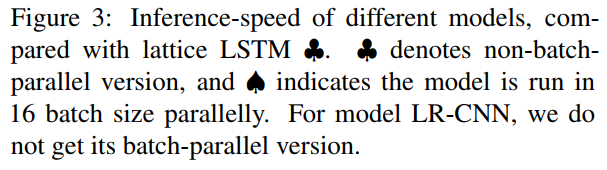 Figure 3: Inference-speed of different models, com-
pared with lattice LSTM ♣. ♣ denotes non-batch-
parallel version, and ♠ indicates the model is run in
16 batch size parallelly. For model LR-CNN, we do
not get its batch-parallel version.